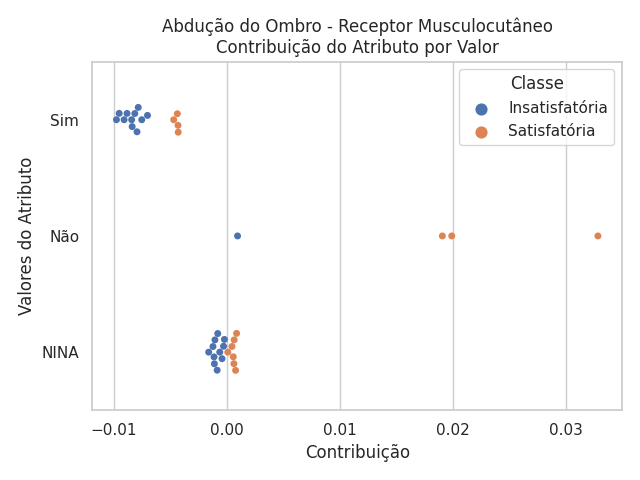 Abdução do Ombro - Receptor Musculocutâneo
Contribuição do Atributo por Valor
Classe
Insatisfatória
Satisfatória
Valores do Atributo
Sim
Não
NINA
−0.01 0.00 0.01 0.02 0.03
Contribuição